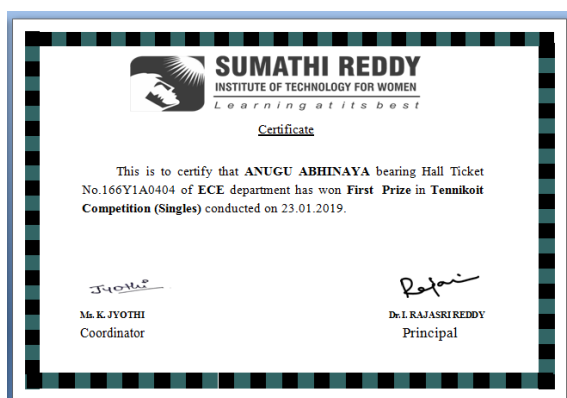 SUMATHI REDDY
INSTITUTE OF TECHNOLOGY FOR WOMEN
Learning at its best
Certificate
This is to certify that ANUGU ABHINAYA bearing Hall Ticket
No.166Y1A0404 of ECE department has won First Prize in Tennikoit
Competition (Singles) conducted on 23.01.2019.
Jyothi
Ms. K. JYOTHI
Dr. I. RAJASRI REDDY
Coordinator
Principal